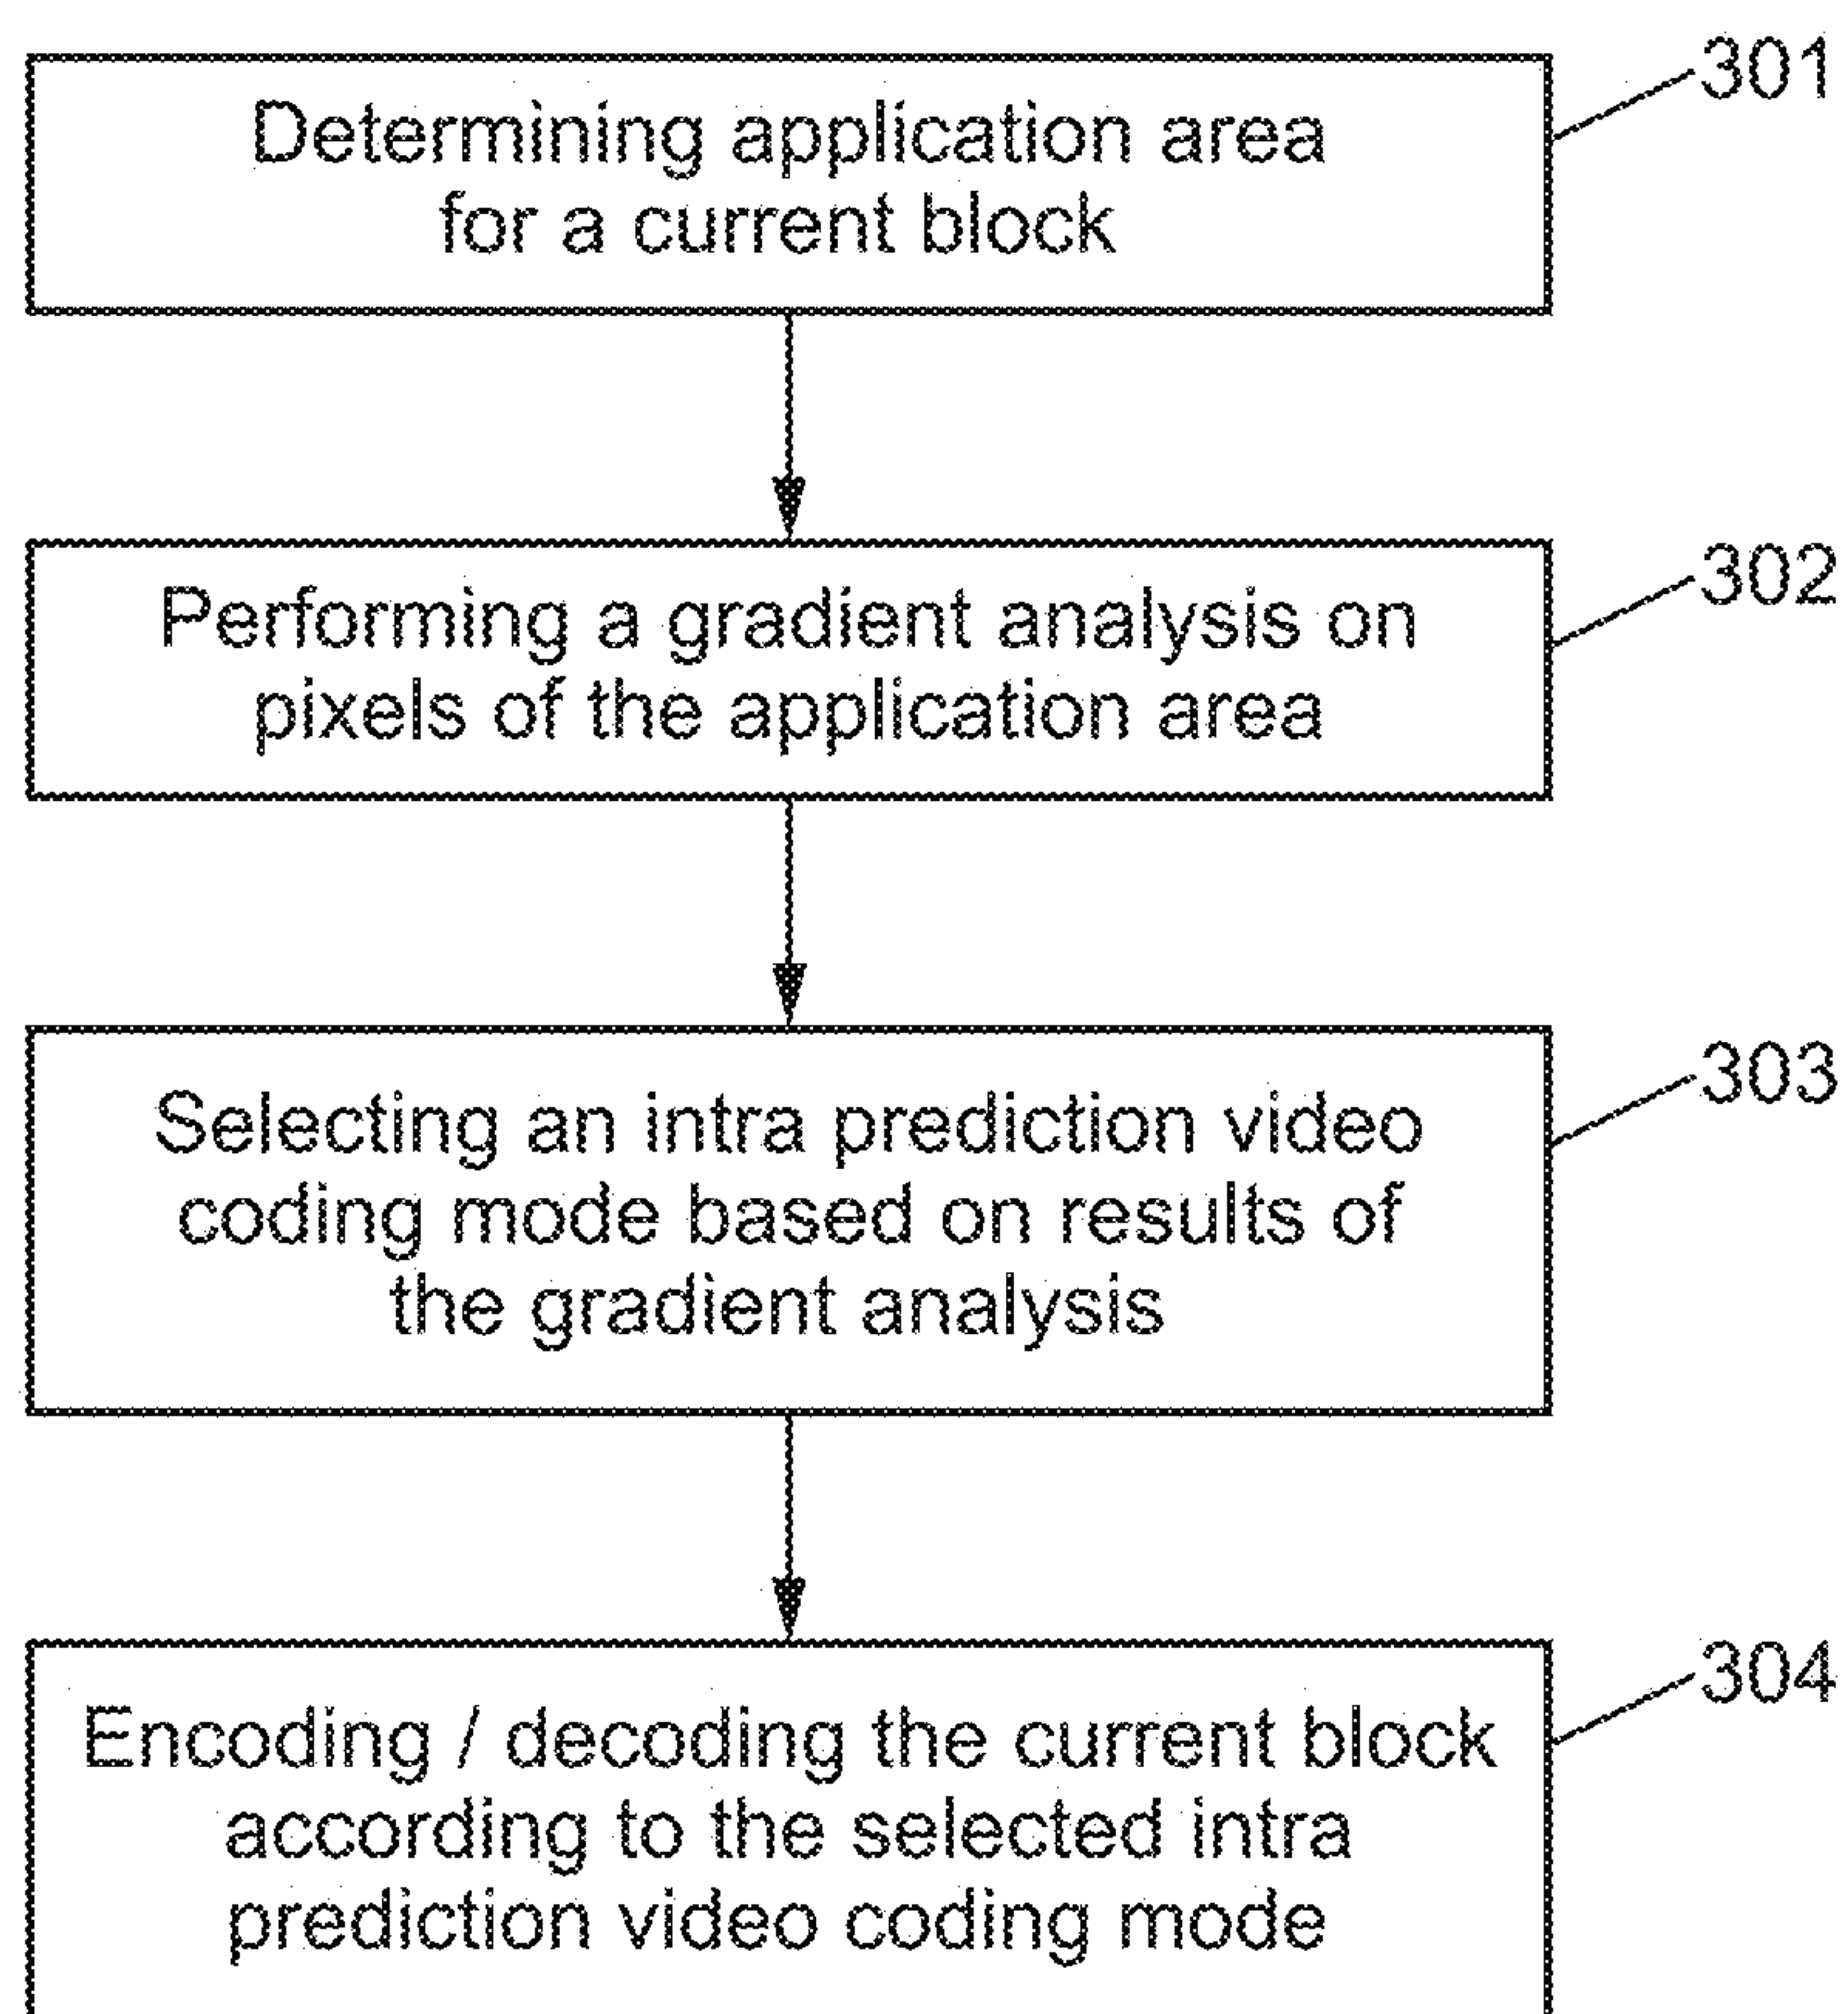 301
Determining application area
for a current block
302
Performing a gradient analysis on
pixels of the application area
303
Selecting an intra prediction video
coding mode based on results of
the gradient analysis
304
Encoding / decoding the current block
according to the selected intra
prediction video coding mode